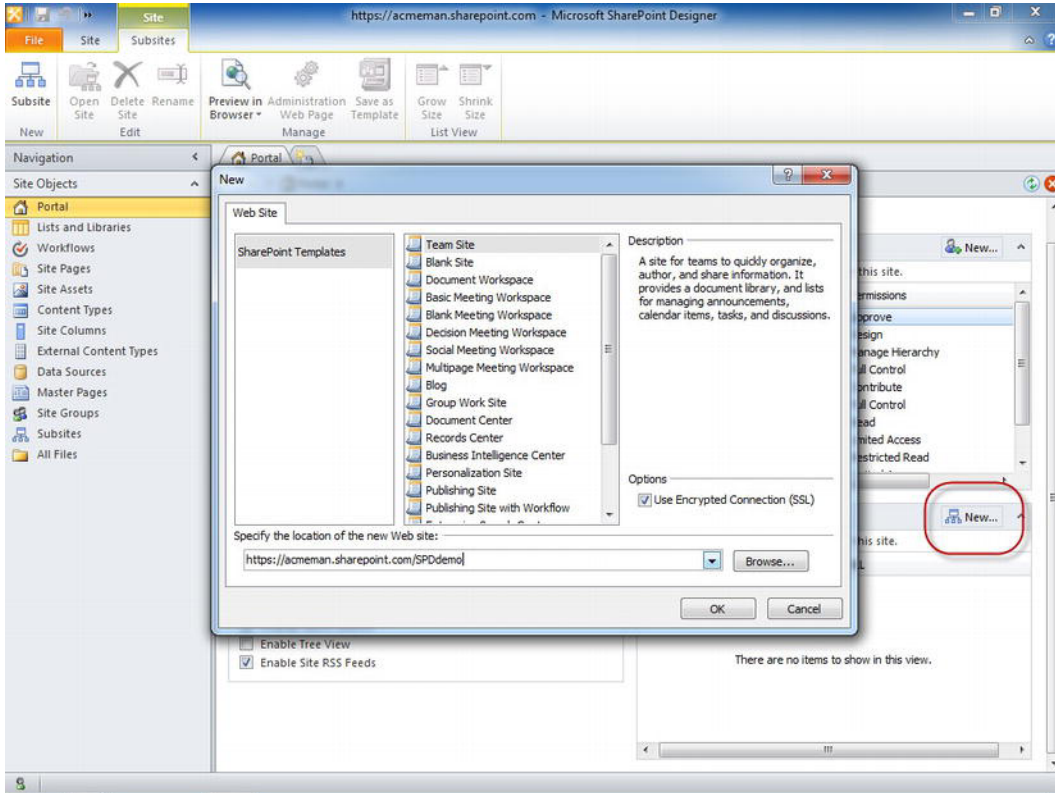 Site
https://acmeman.sharepoint.com - Microsoft SharePoint Designer
File
Site
Subsites
Subsite
Open Site
Delete Site
Rename
Preview in Browser
Administration Web Page
Save as Template
Grow Size
Shrink Size
New
Edit
Manage
List View
Navigation
Site Objects
Portal
Lists and Libraries
Workflows
Site Pages
Site Assets
Content Types
Site Columns
External Content Types
Data Sources
Master Pages
Site Groups
Subsites
All Files
Portal
New
Web Site
SharePoint Templates
Team Site
Blank Site
Document Workspace
Basic Meeting Workspace
Blank Meeting Workspace
Decision Meeting Workspace
Social Meeting Workspace
Multipage Meeting Workspace
Blog
Group Work Site
Document Center
Records Center
Business Intelligence Center
Personalization Site
Publishing Site
Publishing Site with Workflow
Description
A site for teams to quickly organize,
author, and share information. It
provides a document library, and lists
for managing announcements,
calendar items, tasks, and discussions.
Options
Use Encrypted Connection (SSL)
Specify the location of the new Web site:
https://acmeman.sharepoint.com/SPDdemo
Browse...
OK
Cancel
New...
this site.
ermissions
pprove
esign
anage Hierarchy
ull Control
ontribute
ull Control
ead
mited Access
estricted Read
New...
his site.
Enable Tree View
Enable Site RSS Feeds
There are no items to show in this view.